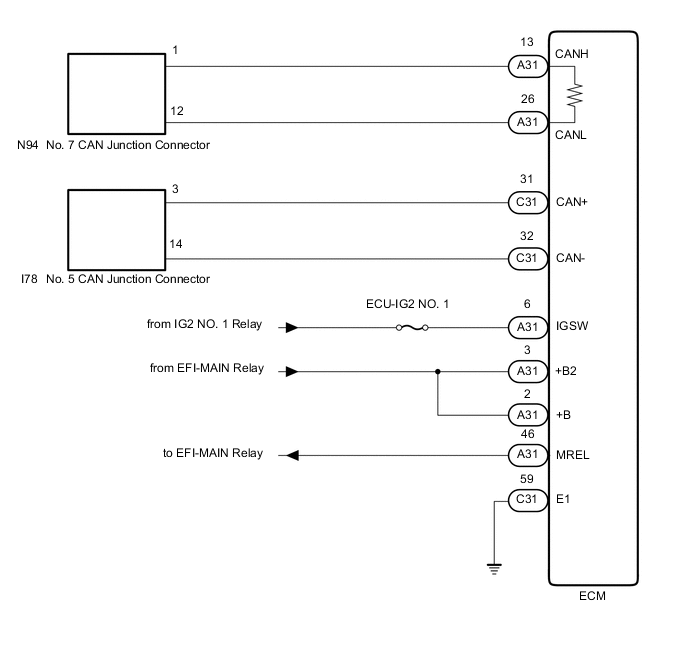 1
13
CANH
A31
12
26
A31
CANL
N94 No. 7 CAN Junction Connector
3
31
C31
CAN+
14
32
C31
CAN-
I78 No. 5 CAN Junction Connector
ECU-IG2 NO. 1
6
from IG2 NO. 1 Relay
A31
IGSW
3
from EFI-MAIN Relay
A31
+B2
2
A31
+B
46
to EFI-MAIN Relay
A31
MREL
59
C31
E1
ECM